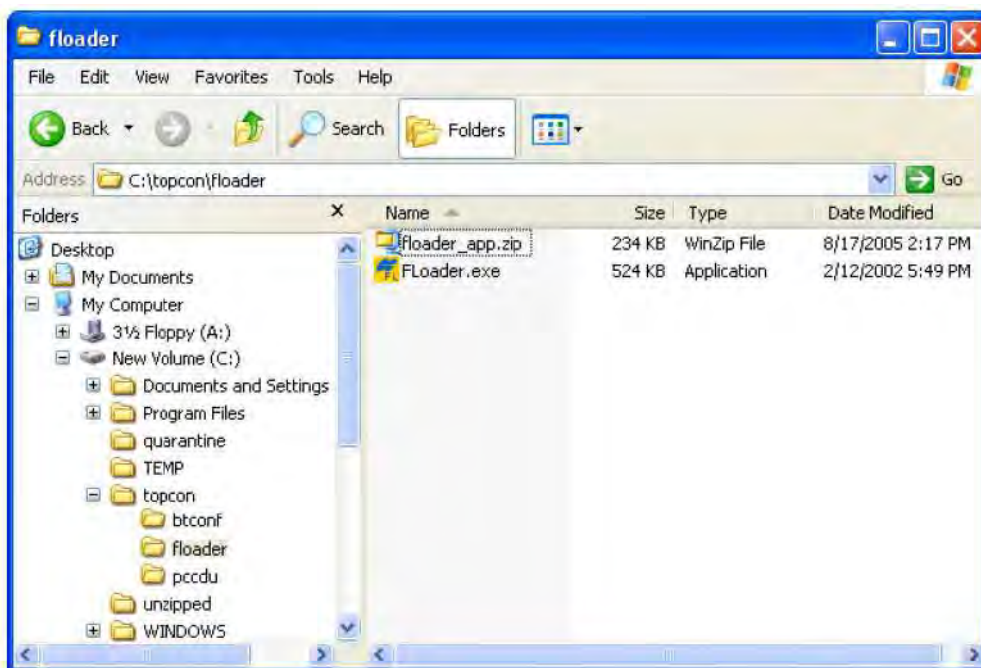 floader
File Edit View Favorites Tools Help
Back Search Folders
Address C:\topcon\floader Go
Folders X Name Size Type Date Modified
Desktop
My Documents
My Computer
3½ Floppy (A:)
New Volume (C:)
Documents and Settings
Program Files
quarantine
TEMP
topcon
btconf
floader
pccdu
unzipped
WINDOWS
floader_app.zip 234 KB WinZip File 8/17/2005 2:17 PM
FLoader.exe 524 KB Application 2/12/2002 5:49 PM